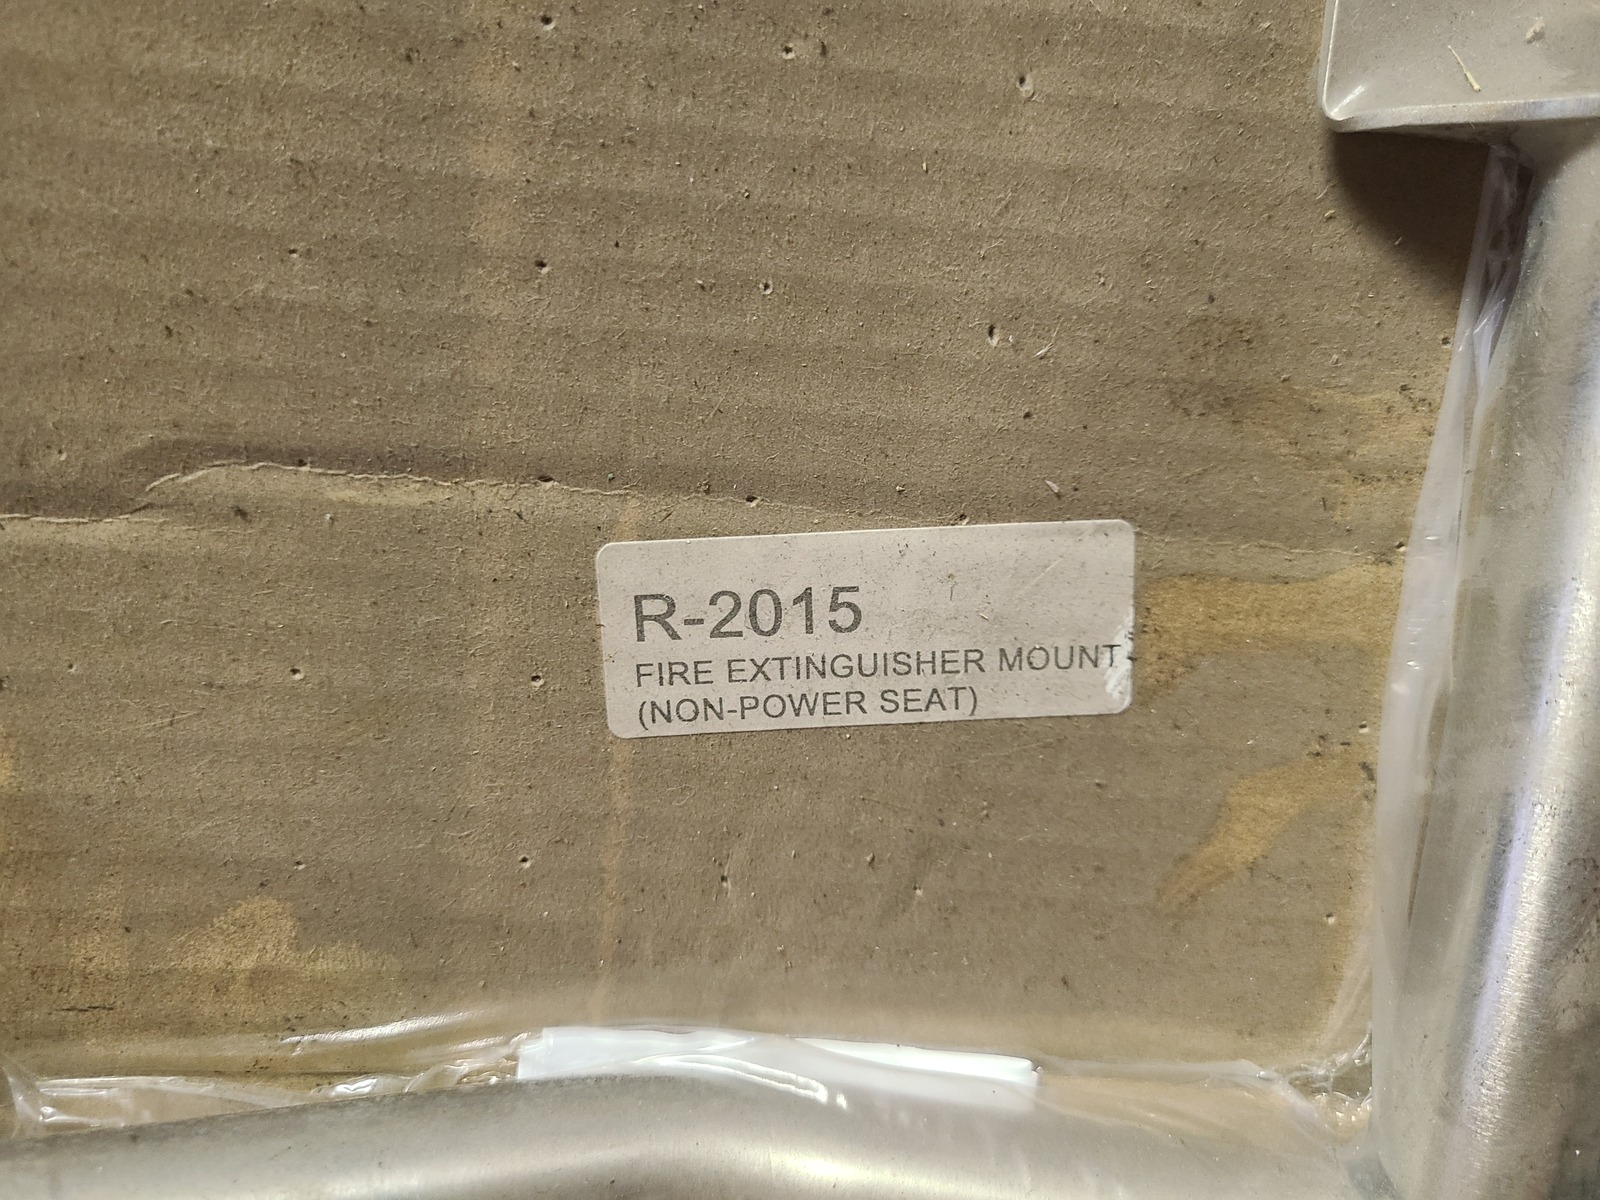 R-2015
FIRE EXTINGUISHER MOUNT
(NON-POWER SEAT)